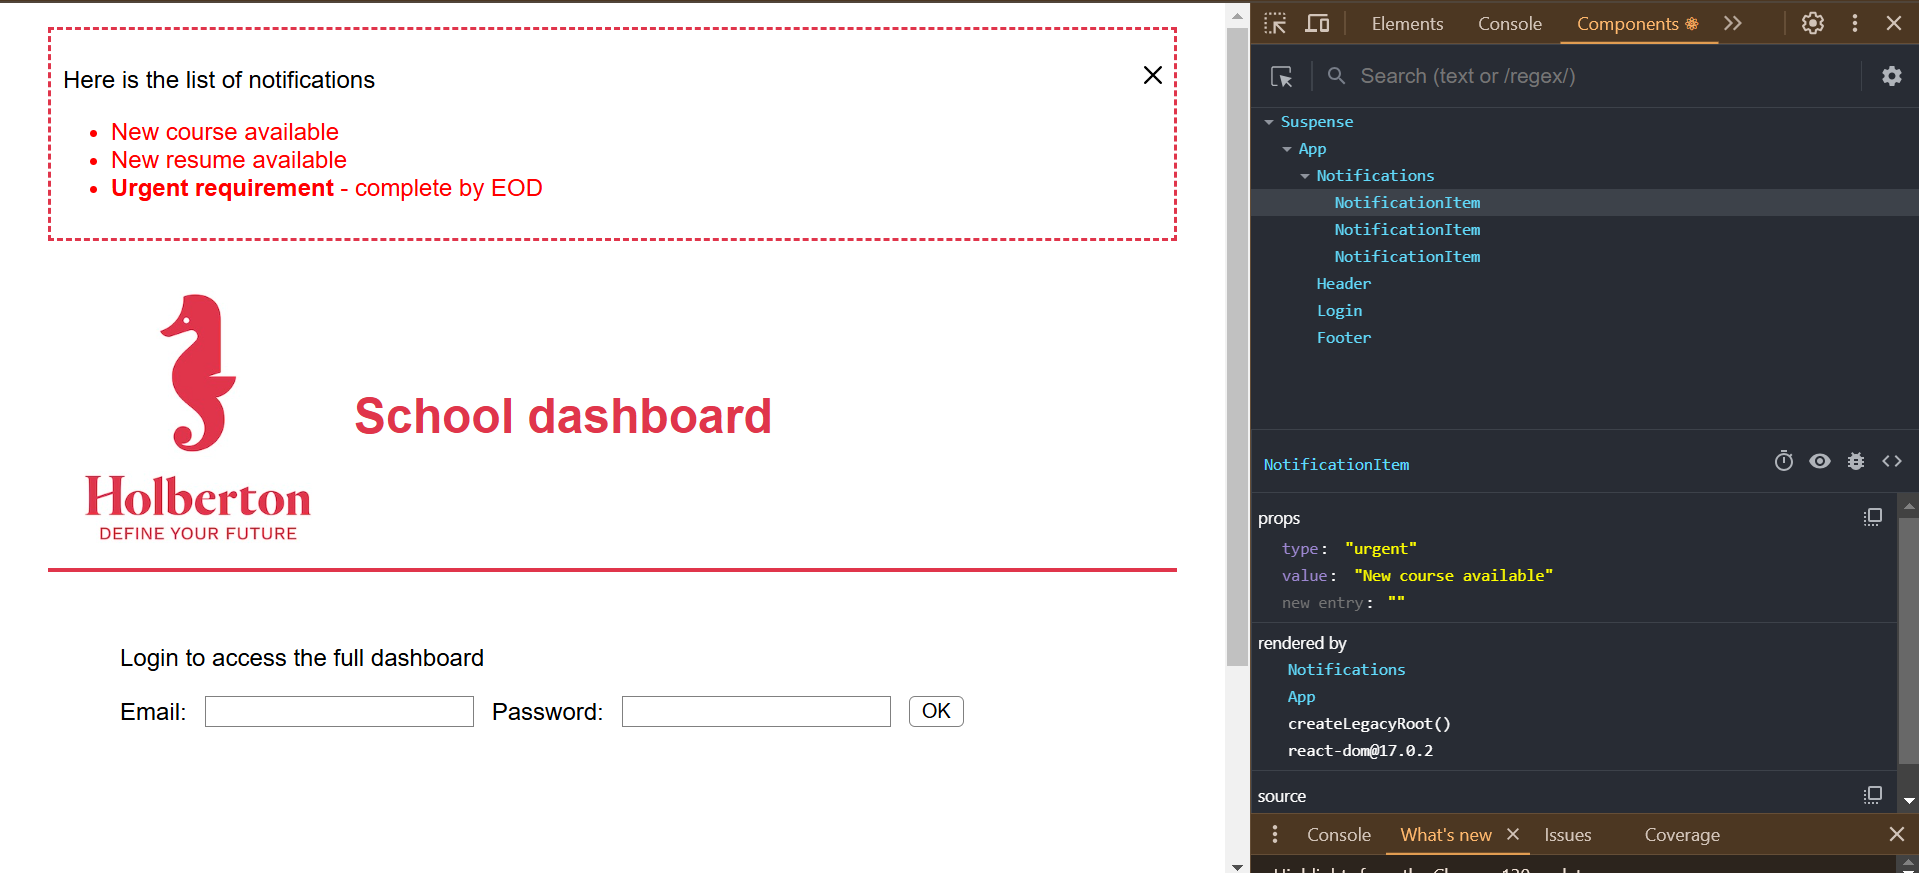 Here is the list of notifications
New course available
New resume available
Urgent requirement - complete by EOD
Holberton
DEFINE YOUR FUTURE
School dashboard
Login to access the full dashboard
Email: Password: OK
Elements Console Components
Search (text or /regex/)
Suspense
App
Notifications
NotificationItem
NotificationItem
NotificationItem
Header
Login
Footer
NotificationItem
props
type: "urgent"
value: "New course available"
new entry: ""
rendered by
Notifications
App
createLegacyRoot()
react-dom@17.0.2
source
Console What's new Issues Coverage